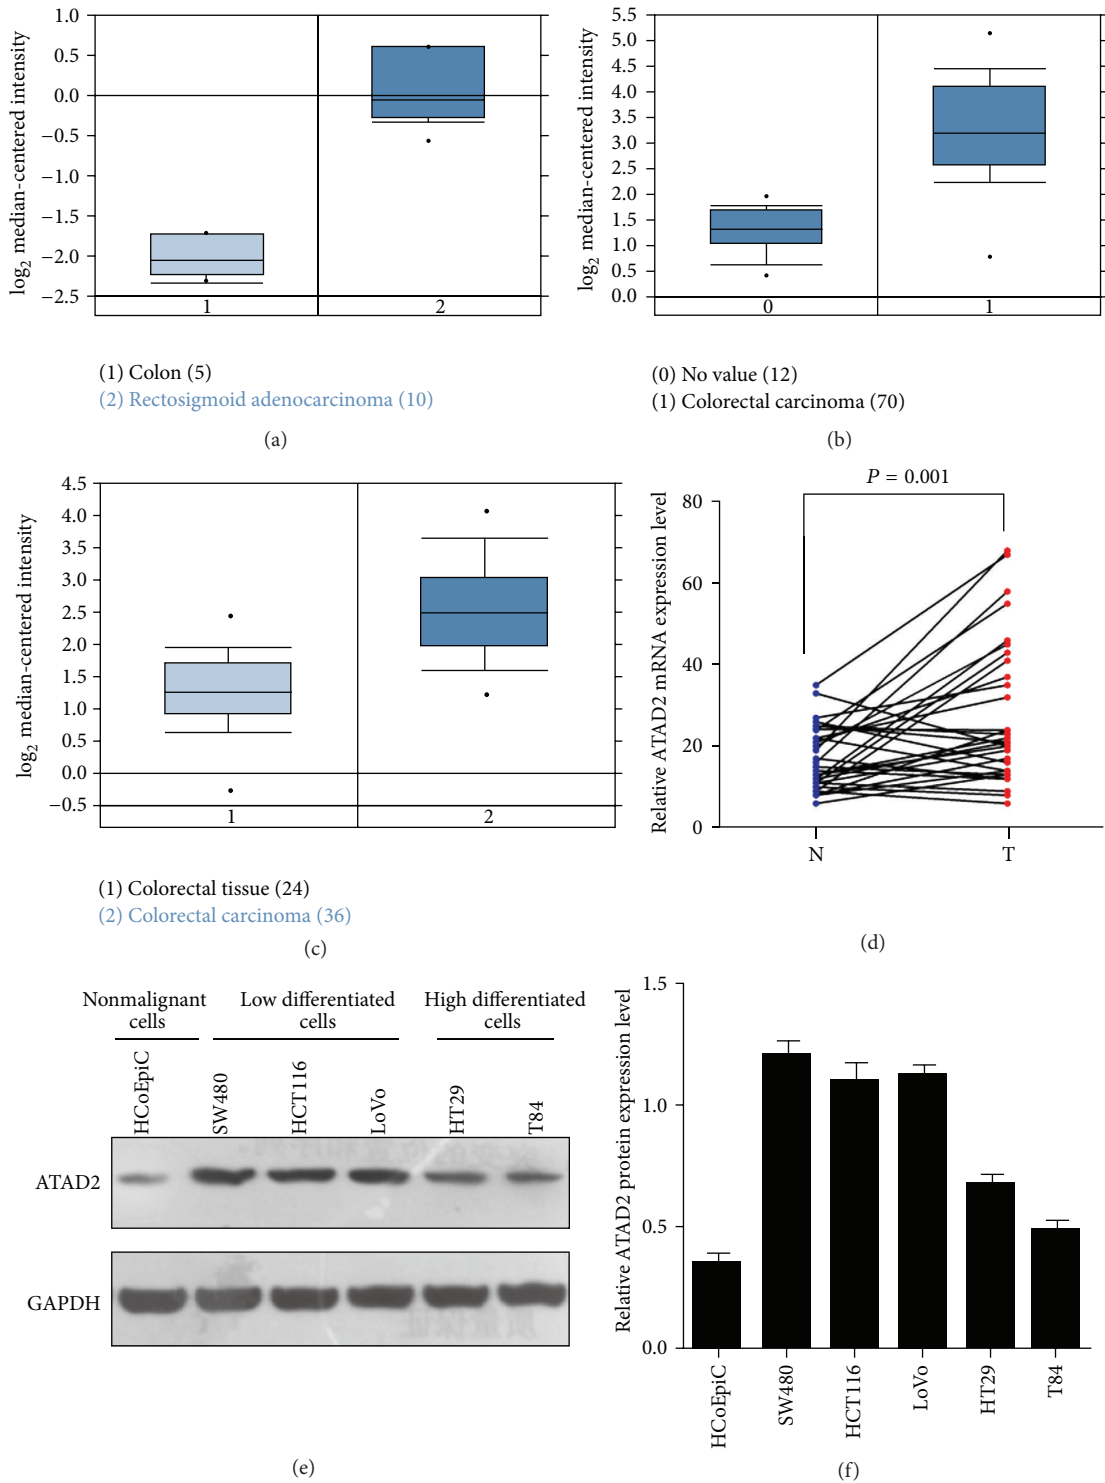 log2 median-centered intensity
1.0
0.5
0.0
−0.5
−1.0
−1.5
−2.0
−2.5
1
2
(1) Colon (5)
(2) Rectosigmoid adenocarcinoma (10)
(a)
log2 median-centered intensity
5.5
5.0
4.5
4.0
3.5
3.0
2.5
2.0
1.5
1.0
0.5
0.0
0
1
(0) No value (12)
(1) Colorectal carcinoma (70)
(b)
log2 median-centered intensity
4.5
4.0
3.5
3.0
2.5
2.0
1.5
1.0
0.5
0.0
−0.5
1
2
(1) Colorectal tissue (24)
(2) Colorectal carcinoma (36)
(c)
P = 0.001
Relative ATAD2 mRNA expression level
80
60
40
20
0
N
T
(d)
Nonmalignant
cells
Low differentiated
cells
High differentiated
cells
HCoEpiC
SW480
HCT116
LoVo
HT29
T84
ATAD2
GAPDH
质量保证
(e)
Relative ATAD2 protein expression level
1.5
1.0
0.5
0.0
HCoEpiC
SW480
HCT116
LoVo
HT29
T84
(f)